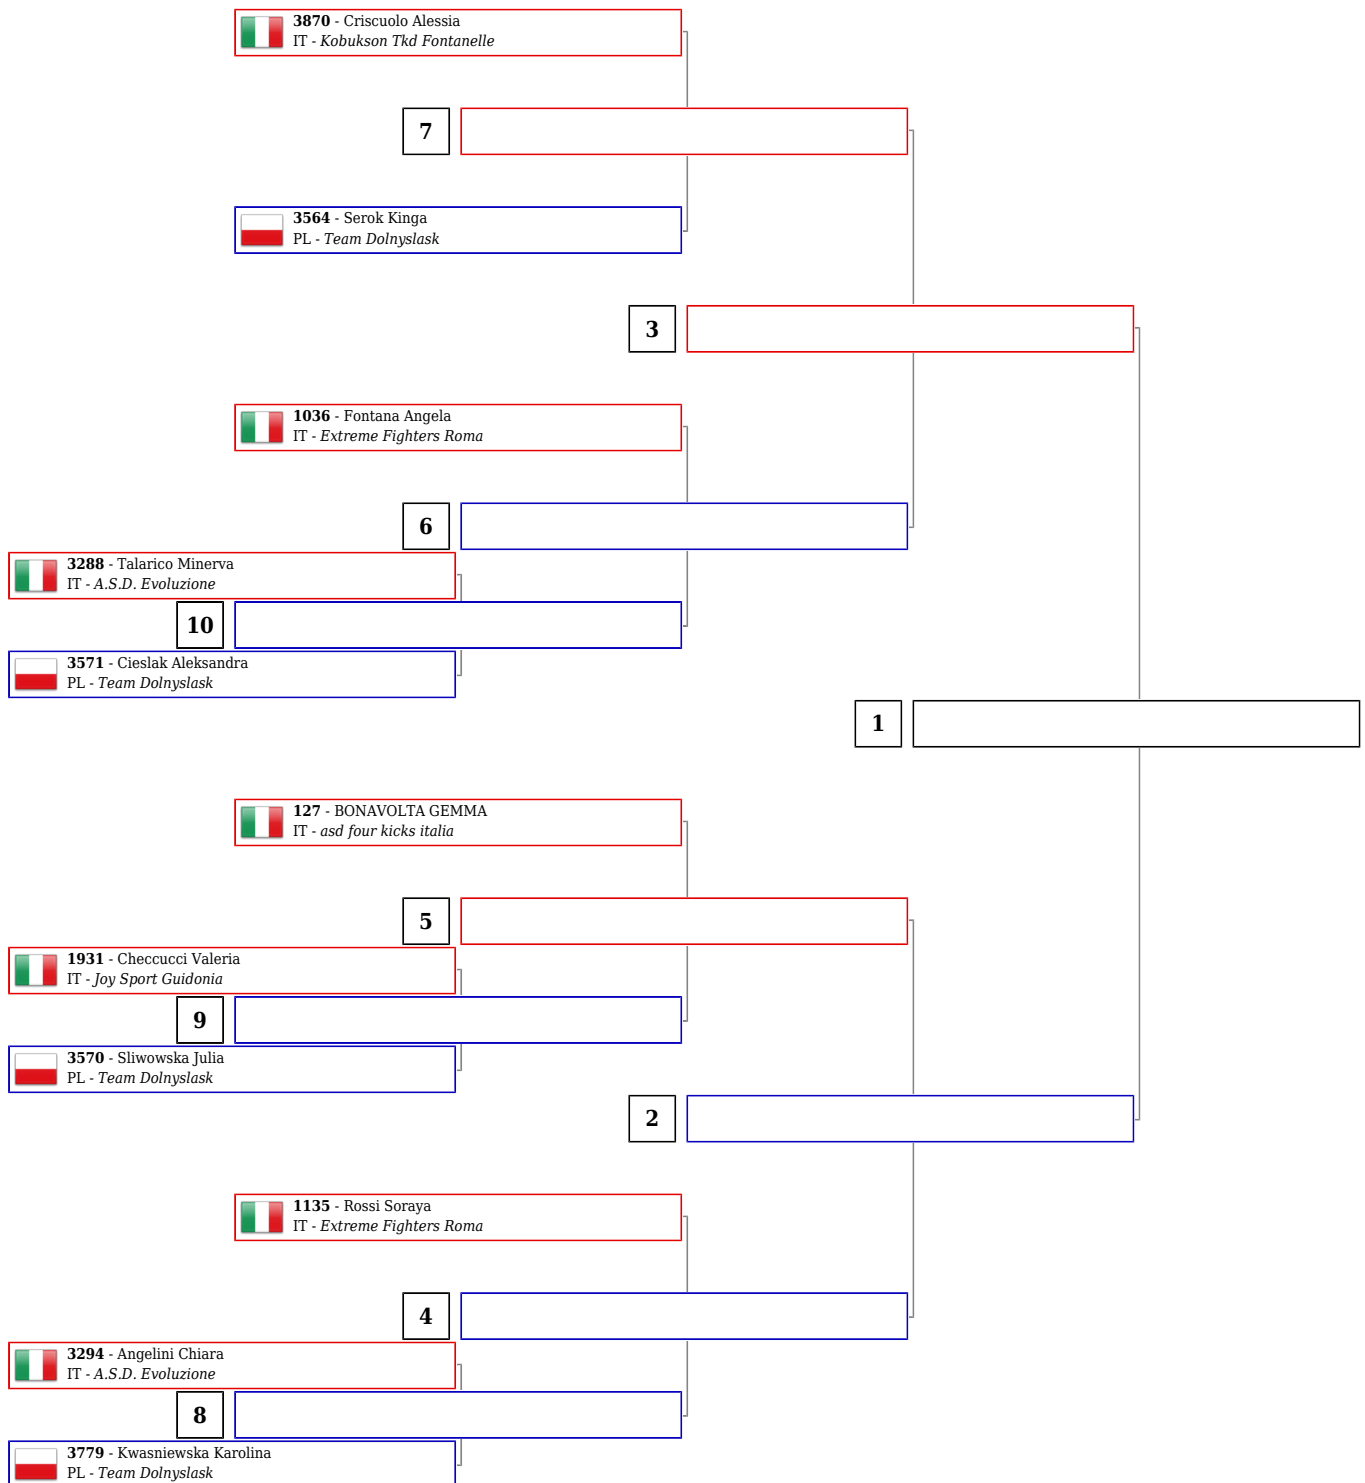 3870 - Criscuolo Alessia
IT - Kobukson Tkd Fontanelle
7
3564 - Serok Kinga
PL - Team Dolnyslask
3
1036 - Fontana Angela
IT - Extreme Fighters Roma
6
3288 - Talarico Minerva
IT - A.S.D. Evoluzione
10
3571 - Cieslak Aleksandra
PL - Team Dolnyslask
1
127 - BONAVOLTA GEMMA
IT - asd four kicks italia
5
1931 - Checcucci Valeria
IT - Joy Sport Guidonia
9
3570 - Sliwowska Julia
PL - Team Dolnyslask
2
1135 - Rossi Soraya
IT - Extreme Fighters Roma
4
3294 - Angelini Chiara
IT - A.S.D. Evoluzione
8
3779 - Kwasniewska Karolina
PL - Team Dolnyslask